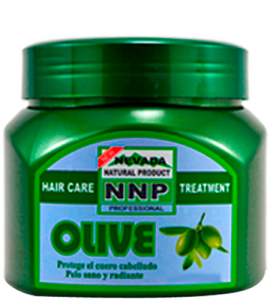 NEVADA
NATURAL PRODUCT
HAIR CARE NNP TREATMENT
PROFESSIONAL
OLIVE
Protege el cuero cabelludo
Pelo sano y radiante